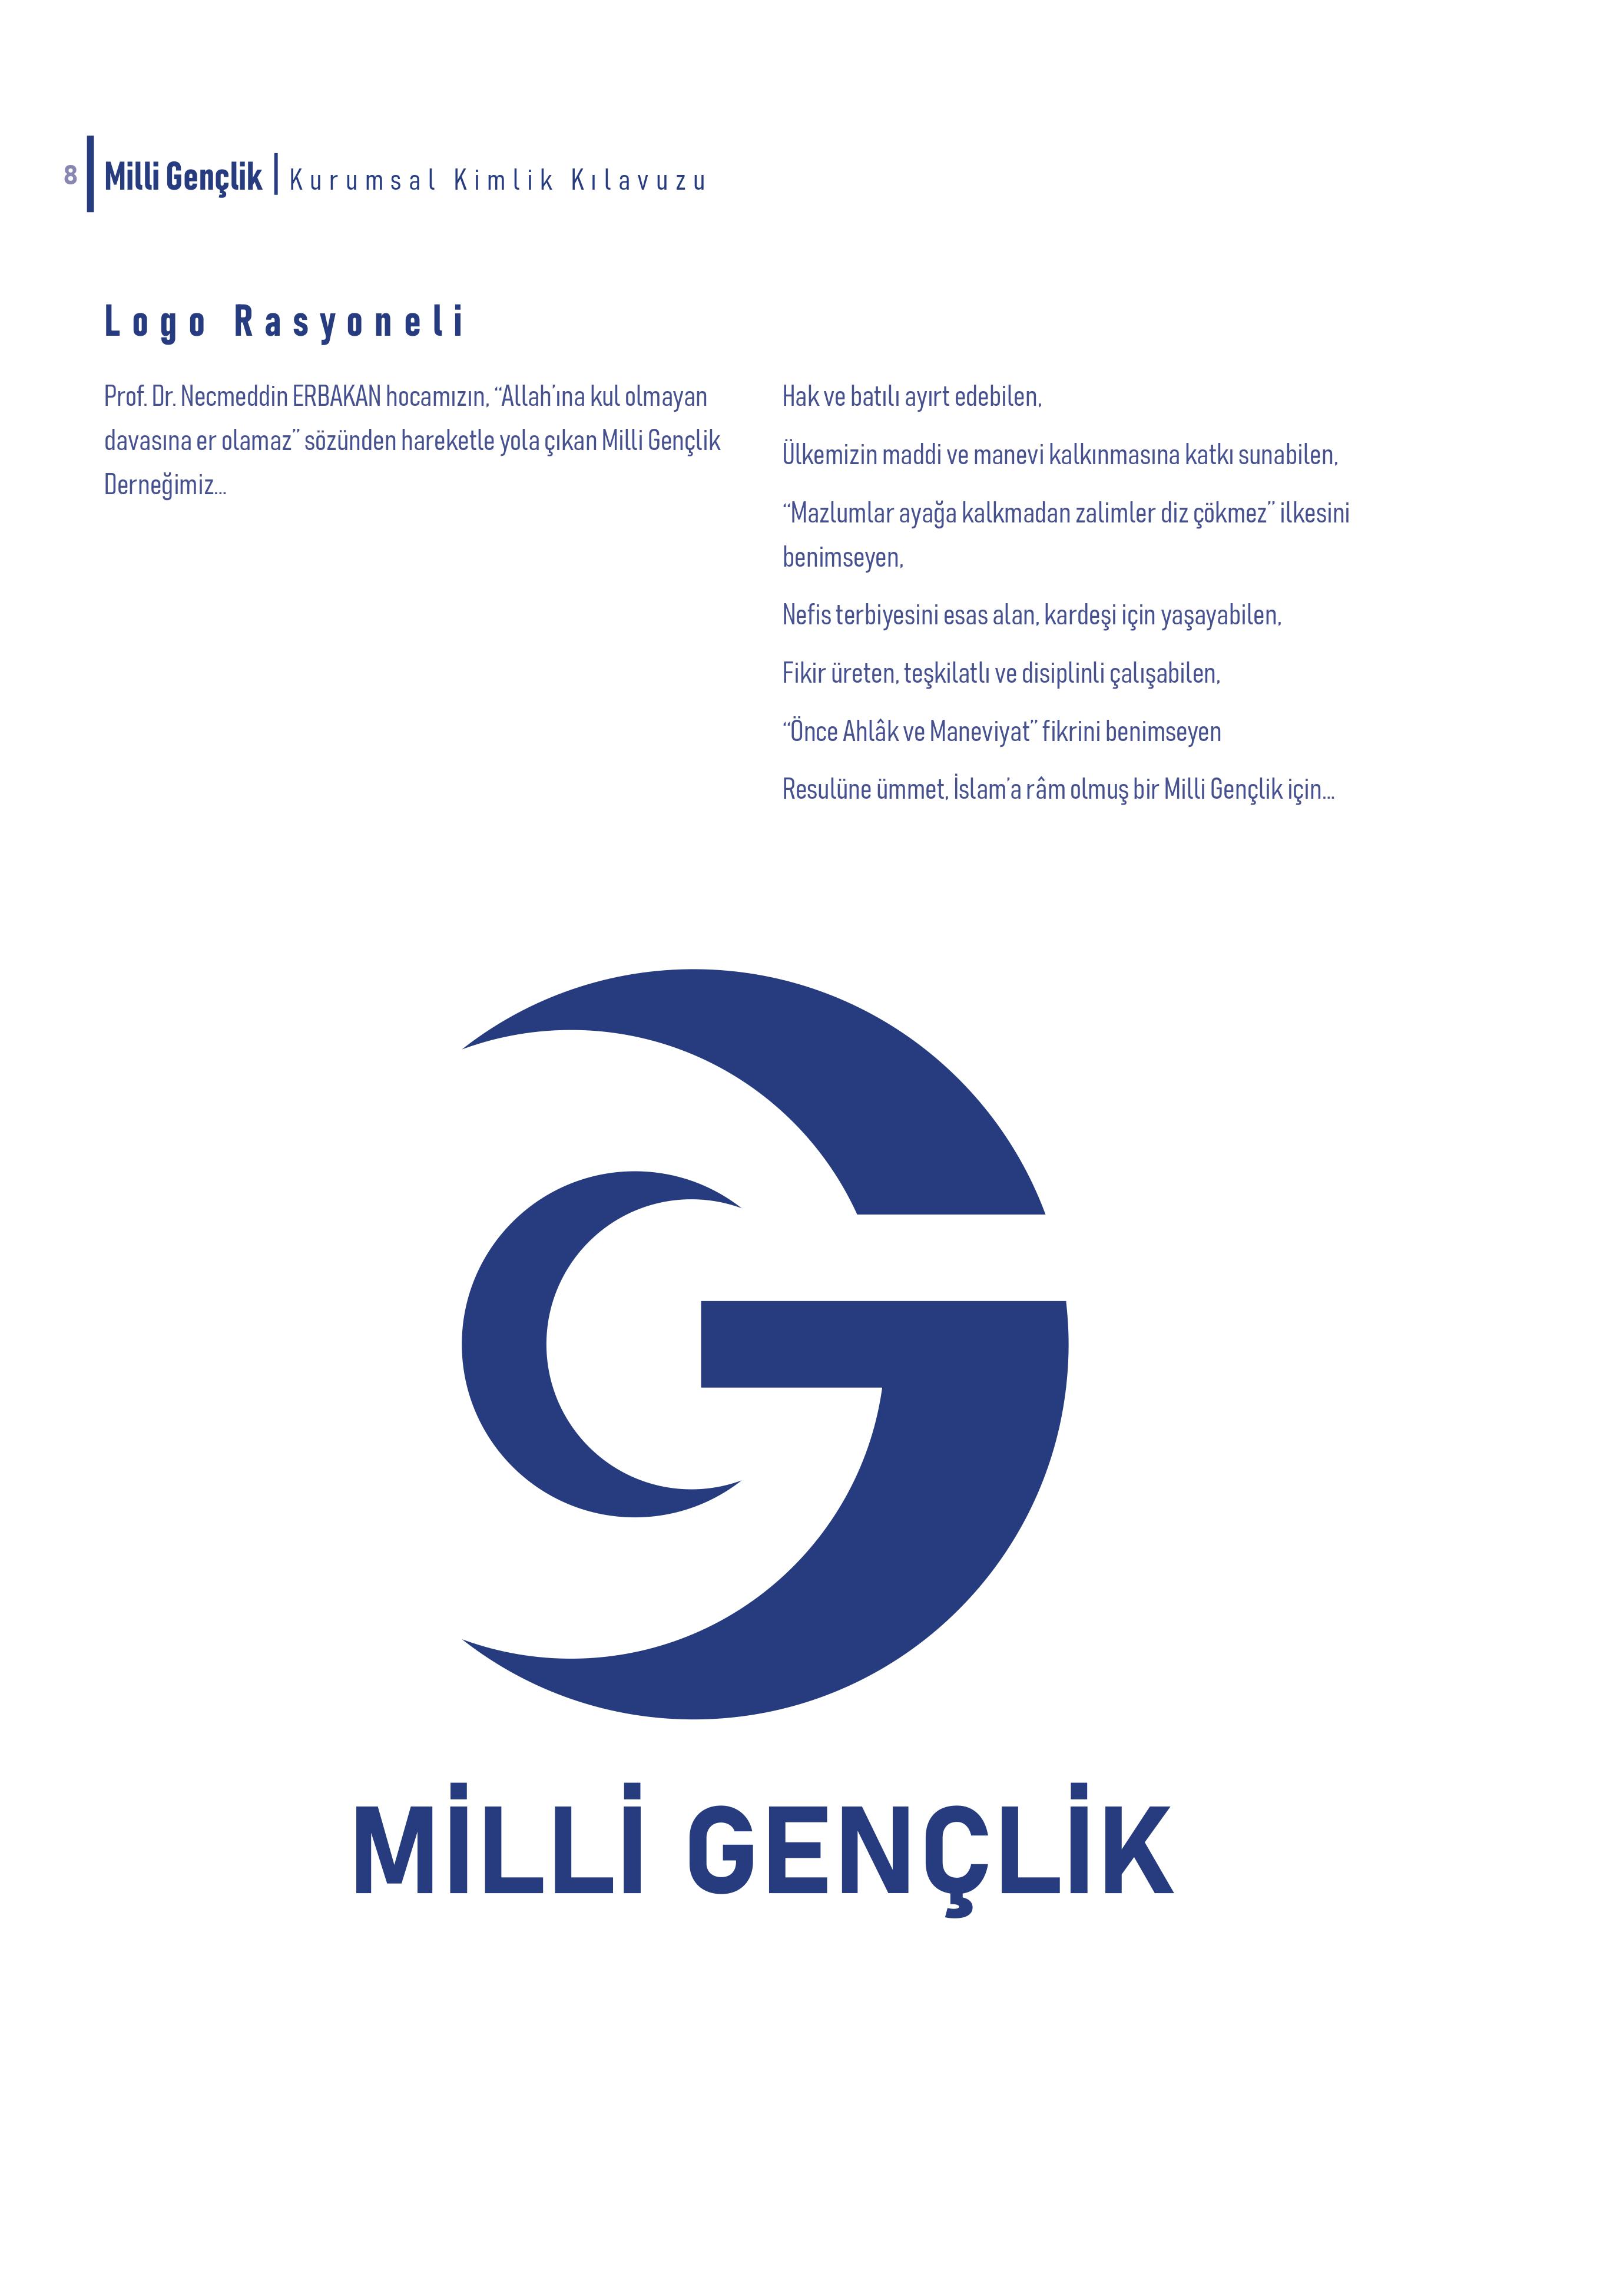 8
Milli Gençlik | Kurumsal Kimlik Kılavuzu
Logo Rasyoneli
Prof. Dr. Necmeddin ERBAKAN hocamızın, “Allah’ına kul olmayan
davasına er olamaz” sözünden hareketle yola çıkan Milli Gençlik
Derneğimiz...
Hak ve batılı ayırt edebilen,
Ülkemizin maddi ve manevi kalkınmasına katkı sunabilen,
“Mazlumlar ayağa kalkmadan zalimler diz çökmez” ilkesini
benimseyen,
Nefis terbiyesini esas alan, kardeşi için yaşayabilen,
Fikir üreten, teşkilatlı ve disiplinli çalışabilen,
“Önce Ahlâk ve Maneviyat” fikrini benimseyen
Resulüne ümmet, İslam’a râm olmuş bir Milli Gençlik için...
MİLLİ GENÇLİK